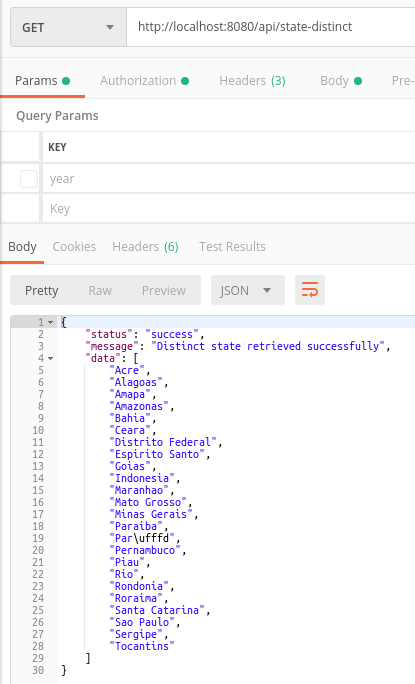 GET http://localhost:8080/api/state-distinct
Params Authorization Headers (3) Body Pre-
Query Params
KEY
year
Key
Body Cookies Headers (6) Test Results
Pretty Raw Preview JSON
1 {
2 "status": "success",
3 "message": "Distinct state retrieved successfully",
4 "data": [
5 "Acre",
6 "Alagoas",
7 "Amapa",
8 "Amazonas",
9 "Bahia",
10 "Ceara",
11 "Distrito Federal",
12 "Espirito Santo",
13 "Goias",
14 "Indonesia",
15 "Maranhao",
16 "Mato Grosso",
17 "Minas Gerais",
18 "Paraiba",
19 "Par\ufffd",
20 "Pernambuco",
21 "Piau",
22 "Rio",
23 "Rondonia",
24 "Roraima",
25 "Santa Catarina",
26 "Sao Paulo",
27 "Sergipe",
28 "Tocantins"
29 ]
30 }